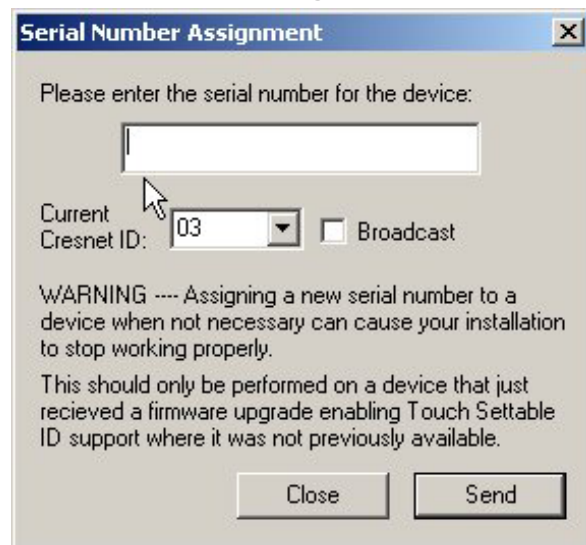 Serial Number Assignment
Please enter the serial number for the device:
Current
Cresnet ID:
03
Broadcast
WARNING ---- Assigning a new serial number to a
device when not necessary can cause your installation
to stop working properly.
This should only be performed on a device that just
recieved a firmware upgrade enabling Touch Settable
ID support where it was not previously available.
Close
Send